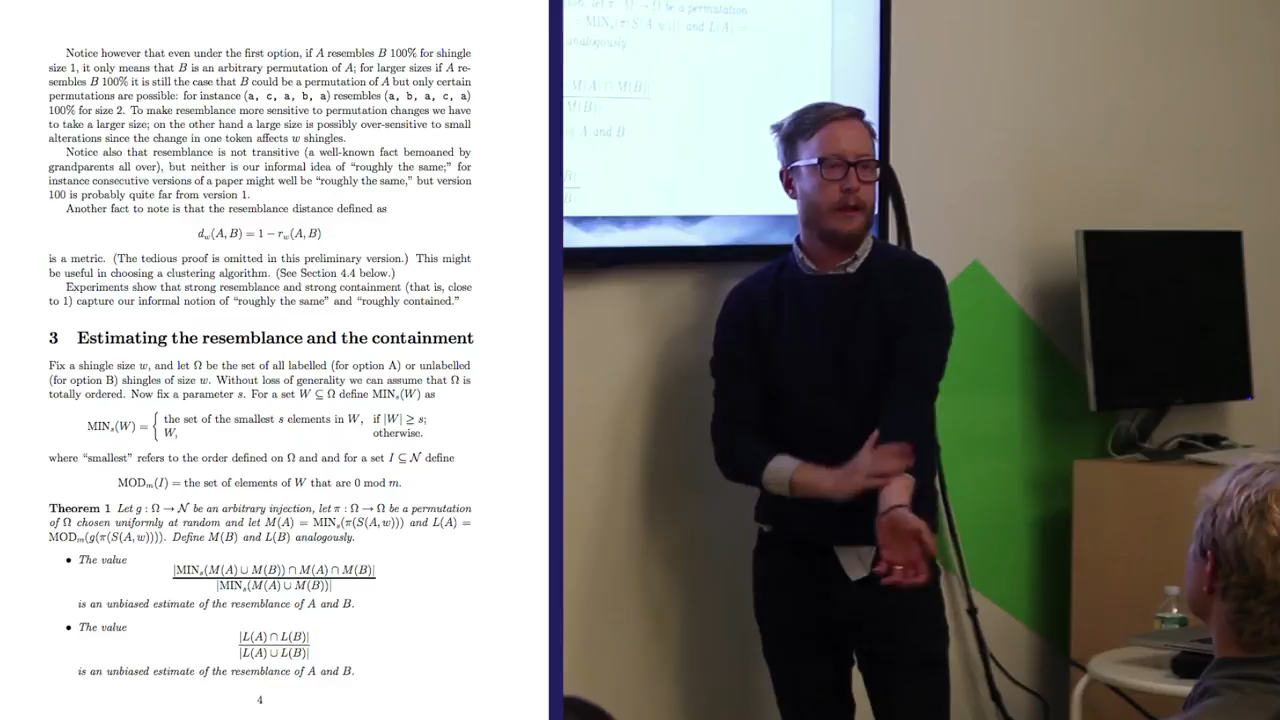 Notice however that even under the first option, if A resembles B 100% for shingle
size 1, it only means that B is an arbitrary permutation of A; for larger sizes if A re-
sembles B 100% it is still the case that B could be a permutation of A but only certain
permutations are possible: for instance (a, c, a, b, a) resembles (a, b, a, c, a)
100% for size 2. To make resemblance more sensitive to permutation changes we have
to take a larger size; on the other hand a large size is possibly over-sensitive to small
alterations since the change in one token affects w shingles.
Notice also that resemblance is not transitive (a well-known fact bemoaned by
grandparents all over), but neither is our informal idea of “roughly the same;” for
instance consecutive versions of a paper might well be “roughly the same,” but version
100 is probably quite far from version 1.
Another fact to note is that the resemblance distance defined as
d_w(A, B) = 1 − r_w(A, B)
is a metric. (The tedious proof is omitted in this preliminary version.) This might
be useful in choosing a clustering algorithm. (See Section 4.4 below.)
Experiments show that strong resemblance and strong containment (that is, close
to 1) capture our informal notion of “roughly the same” and “roughly contained.”
3 Estimating the resemblance and the containment
Fix a shingle size w, and let Ω be the set of all labelled (for option A) or unlabelled
(for option B) shingles of size w. Without loss of generality we can assume that Ω is
totally ordered. Now fix a parameter s. For a set W ⊆ Ω define MIN_s(W) as
MIN_s(W) = { the set of the smallest s elements in W, if |W| ≥ s;
W, otherwise.
where “smallest” refers to the order defined on Ω and and for a set I ⊆ N define
MOD_m(I) = the set of elements of W that are 0 mod m.
Theorem 1 Let g : Ω → N be an arbitrary injection, let π : Ω → Ω be a permutation
of Ω chosen uniformly at random and let M(A) = MIN_s(π(S(A, w))) and L(A) =
MOD_m(g(π(S(A, w)))). Define M(B) and L(B) analogously.
• The value
|MIN_s(M(A) ∪ M(B)) ∩ M(A) ∩ M(B)|
|MIN_s(M(A) ∪ M(B))|
is an unbiased estimate of the resemblance of A and B.
• The value
|L(A) ∩ L(B)|
|L(A) ∪ L(B)|
is an unbiased estimate of the resemblance of A and B.
4
be a permutation
and L(A) =
analogously.
M(A) ∩ M(B)|
M(B)|
A and B